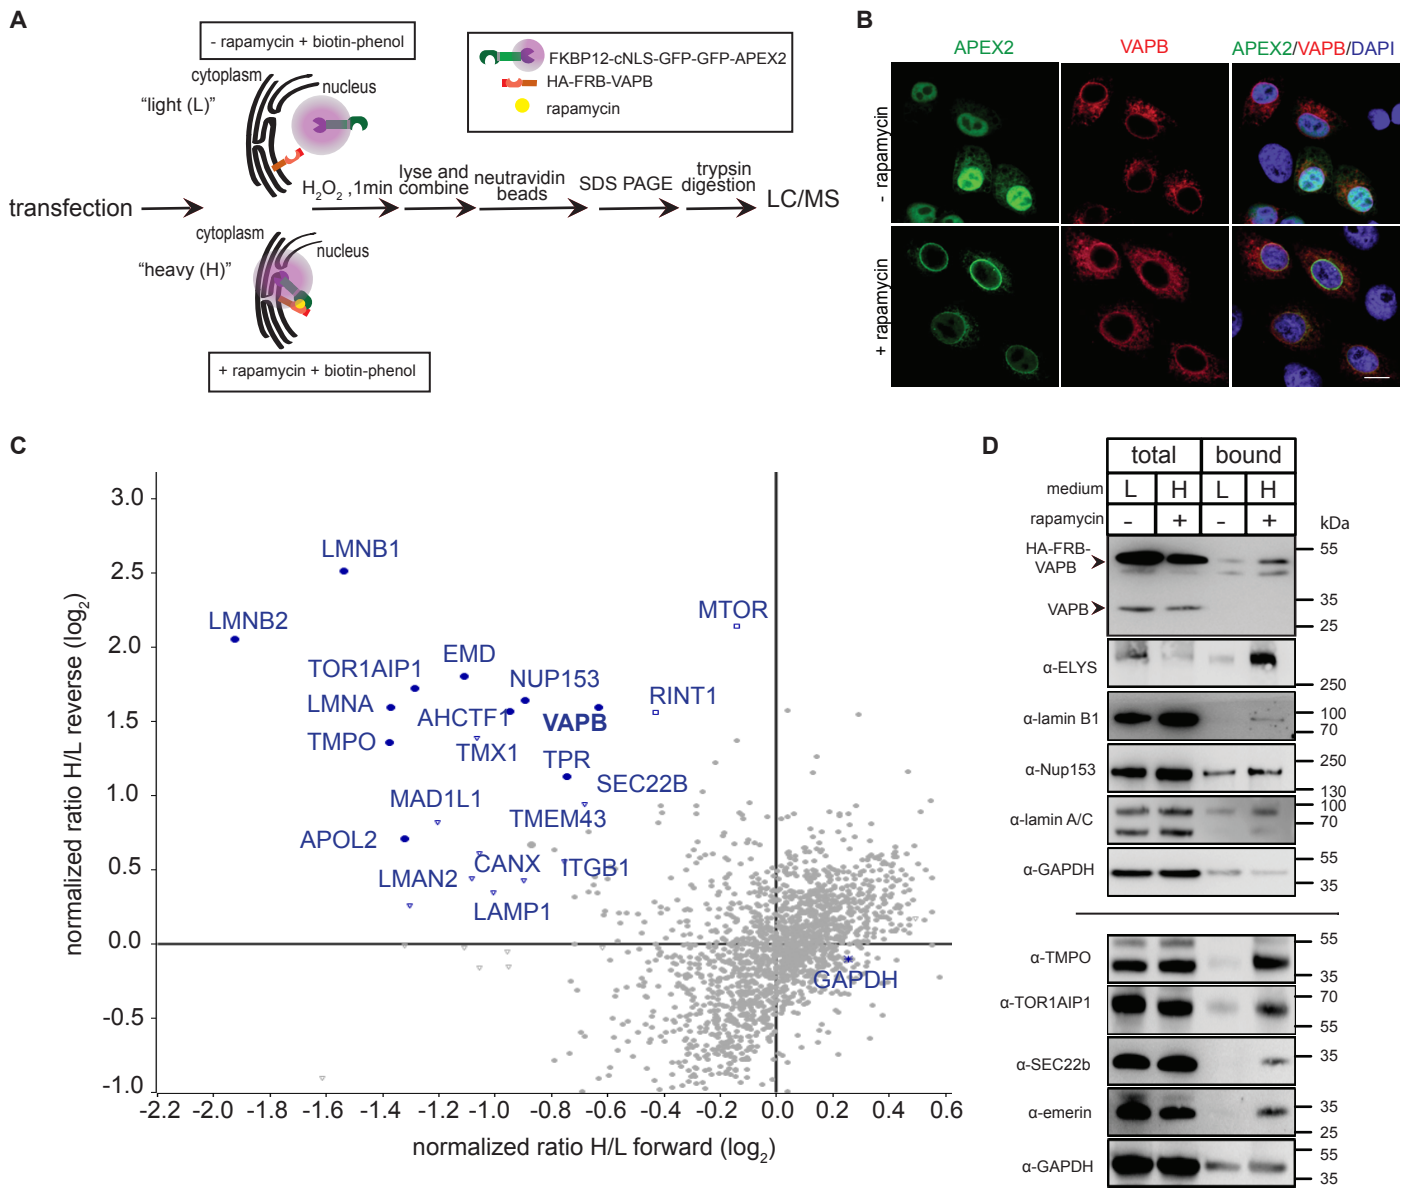 A
- rapamycin + biotin-phenol
cytoplasm
nucleus
"light (L)"
FKBP12-cNLS-GFP-GFP-APEX2
HA-FRB-VAPB
rapamycin
transfection
H₂O₂ ,1min
lyse and
combine
neutravidin
beads
SDS PAGE
trypsin
digestion
LC/MS
cytoplasm
nucleus
"heavy (H)"
+ rapamycin + biotin-phenol
B
APEX2
VAPB
APEX2/VAPB/DAPI
- rapamycin
+ rapamycin
C
normalized ratio H/L reverse (log₂)
3.0
2.5
2.0
1.5
1.0
0.5
0.0
-0.5
-1.0
LMNB1
LMNB2
MTOR
EMD
TOR1AIP1
NUP153
RINT1
LMNA
AHCTF1
VAPB
TMPO
TMX1
TPR
SEC22B
MAD1L1
TMEM43
APOL2
CANX
ITGB1
LMAN2
LAMP1
GAPDH
-2.2 -2.0 -1.8 -1.6 -1.4 -1.2 -1.0 -0.8 -0.6 -0.4 -0.2 0.0 0.2 0.4 0.6
normalized ratio H/L forward (log₂)
D
total bound
medium L H L H
rapamycin - + - + kDa
HA-FRB-
VAPB
55
VAPB
35
25
α-ELYS
250
α-lamin B1
100
70
α-Nup153
250
130
α-lamin A/C
100
70
α-GAPDH
55
35
α-TMPO
55
35
α-TOR1AIP1
70
55
α-SEC22b
35
α-emerin
35
25
α-GAPDH
55
35